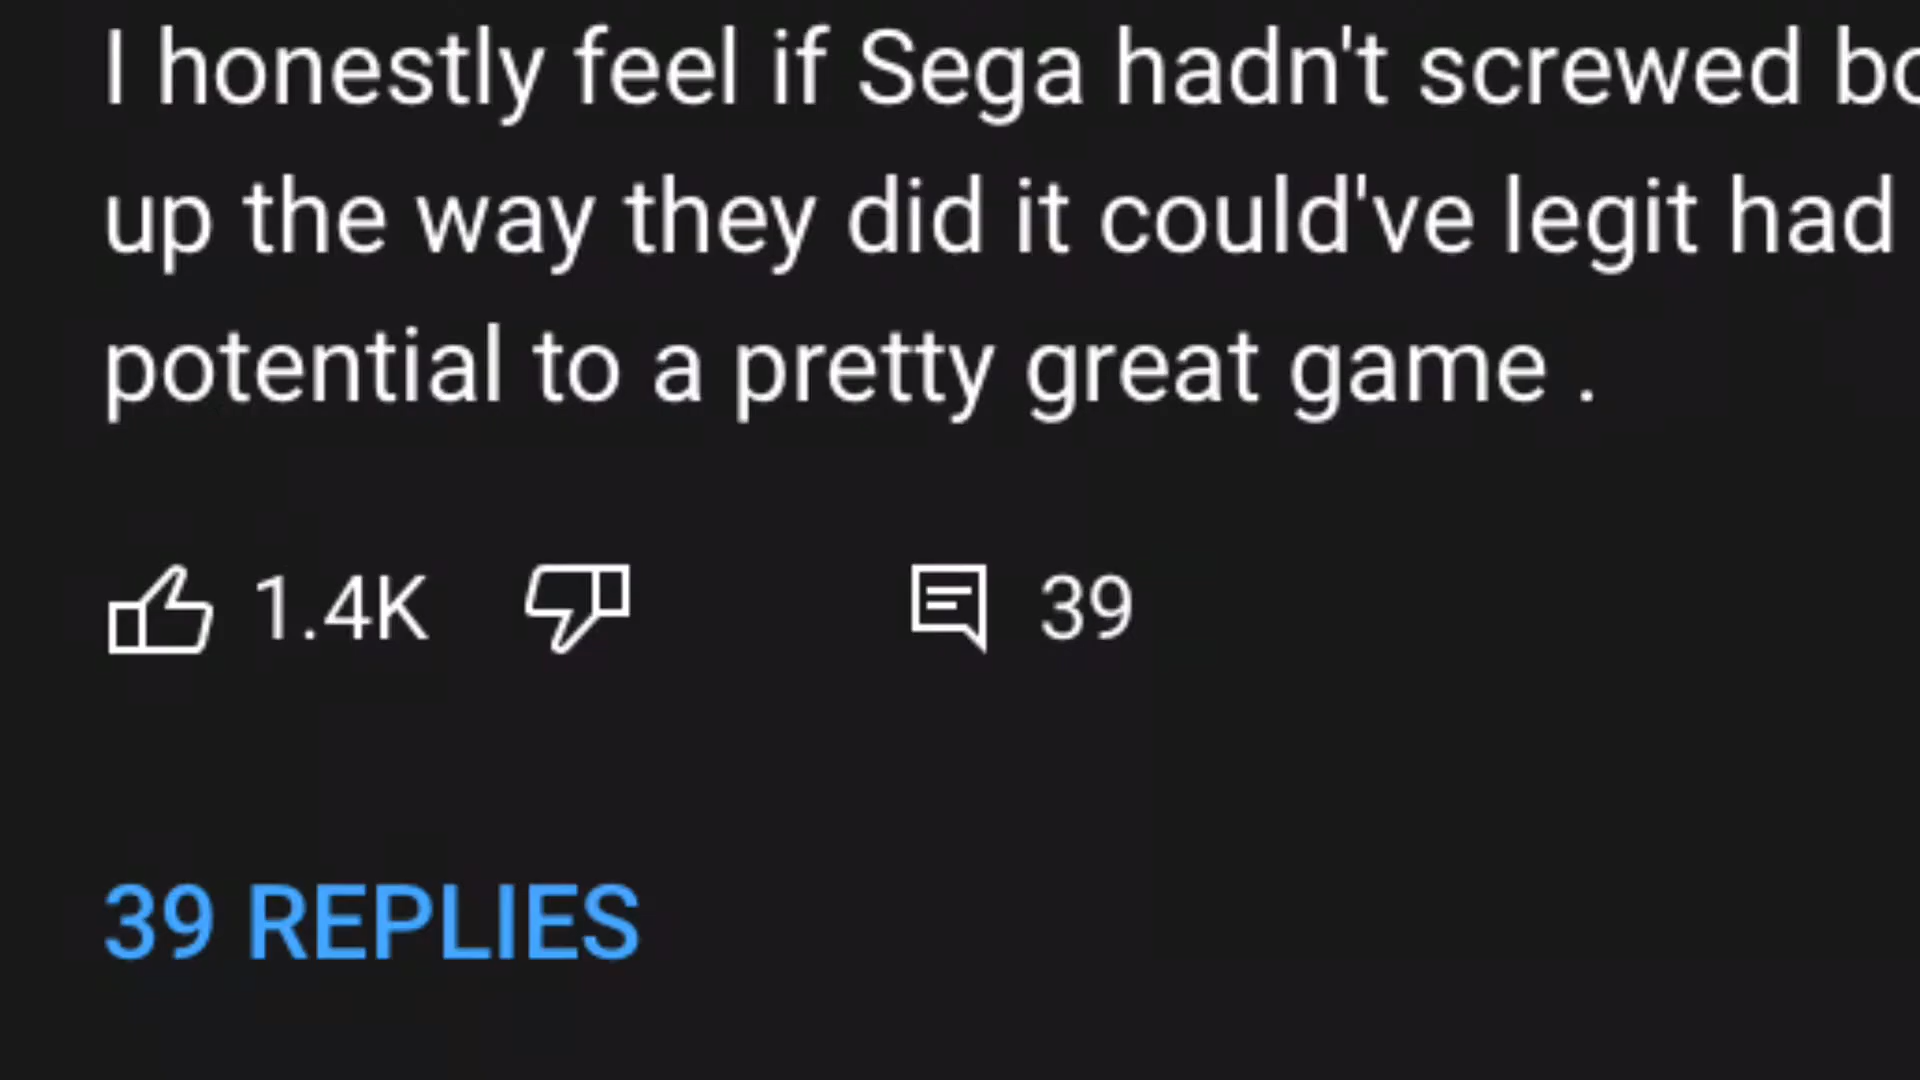 I honestly feel if Sega hadn't screwed
up the way they did it could've legit had
potential to a pretty great game .
1.4K
39
39 REPLIES